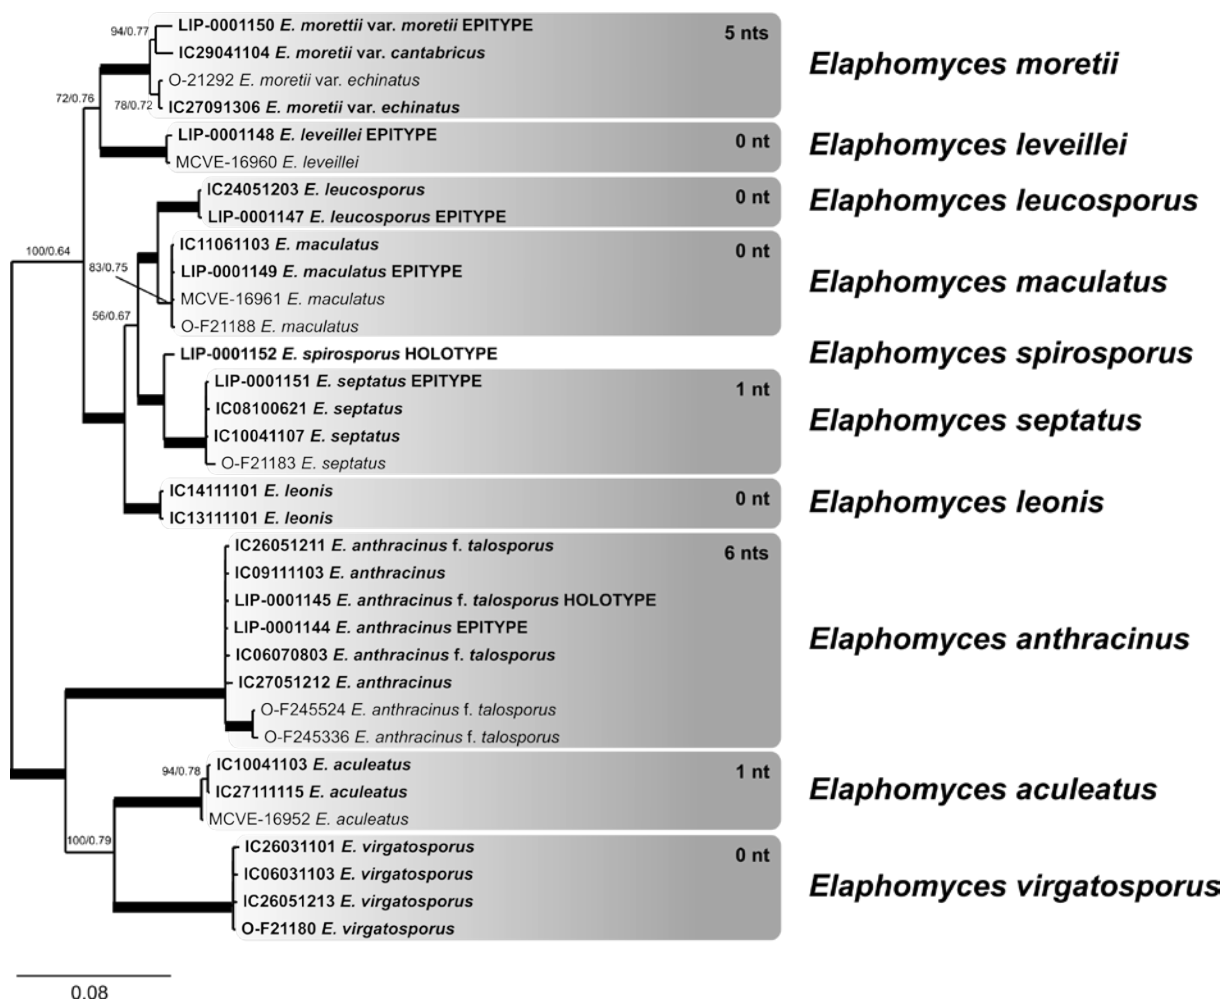 94/0.77
LIP-0001150 E. morettii var. moretii EPITYPE
5 nts
IC29041104 E. moretii var. cantabricus
Elaphomyces moretii
O-21292 E. moretii var. echinatus
72/0.76
78/0.72
IC27091306 E. moretii var. echinatus
LIP-0001148 E. leveillei EPITYPE
0 nt
Elaphomyces leveillei
MCVE-16960 E. leveillei
IC24051203 E. leucosporus
0 nt
Elaphomyces leucosporus
LIP-0001147 E. leucosporus EPITYPE
100/0.64
IC11061103 E. maculatus
0 nt
83/0.75
LIP-0001149 E. maculatus EPITYPE
Elaphomyces maculatus
MCVE-16961 E. maculatus
56/0.67
O-F21188 E. maculatus
LIP-0001152 E. spirosporus HOLOTYPE
Elaphomyces spirosporus
LIP-0001151 E. septatus EPITYPE
1 nt
IC08100621 E. septatus
Elaphomyces septatus
IC10041107 E. septatus
O-F21183 E. septatus
IC14111101 E. leonis
0 nt
Elaphomyces leonis
IC13111101 E. leonis
IC26051211 E. anthracinus f. talosporus
6 nts
IC09111103 E. anthracinus
LIP-0001145 E. anthracinus f. talosporus HOLOTYPE
LIP-0001144 E. anthracinus EPITYPE
Elaphomyces anthracinus
IC06070803 E. anthracinus f. talosporus
IC27051212 E. anthracinus
O-F245524 E. anthracinus f. talosporus
O-F245336 E. anthracinus f. talosporus
94/0.78
IC10041103 E. aculeatus
1 nt
IC27111115 E. aculeatus
Elaphomyces aculeatus
MCVE-16952 E. aculeatus
100/0.79
IC26031101 E. virgatosporus
0 nt
IC06031103 E. virgatosporus
Elaphomyces virgatosporus
IC26051213 E. virgatosporus
O-F21180 E. virgatosporus
0.08